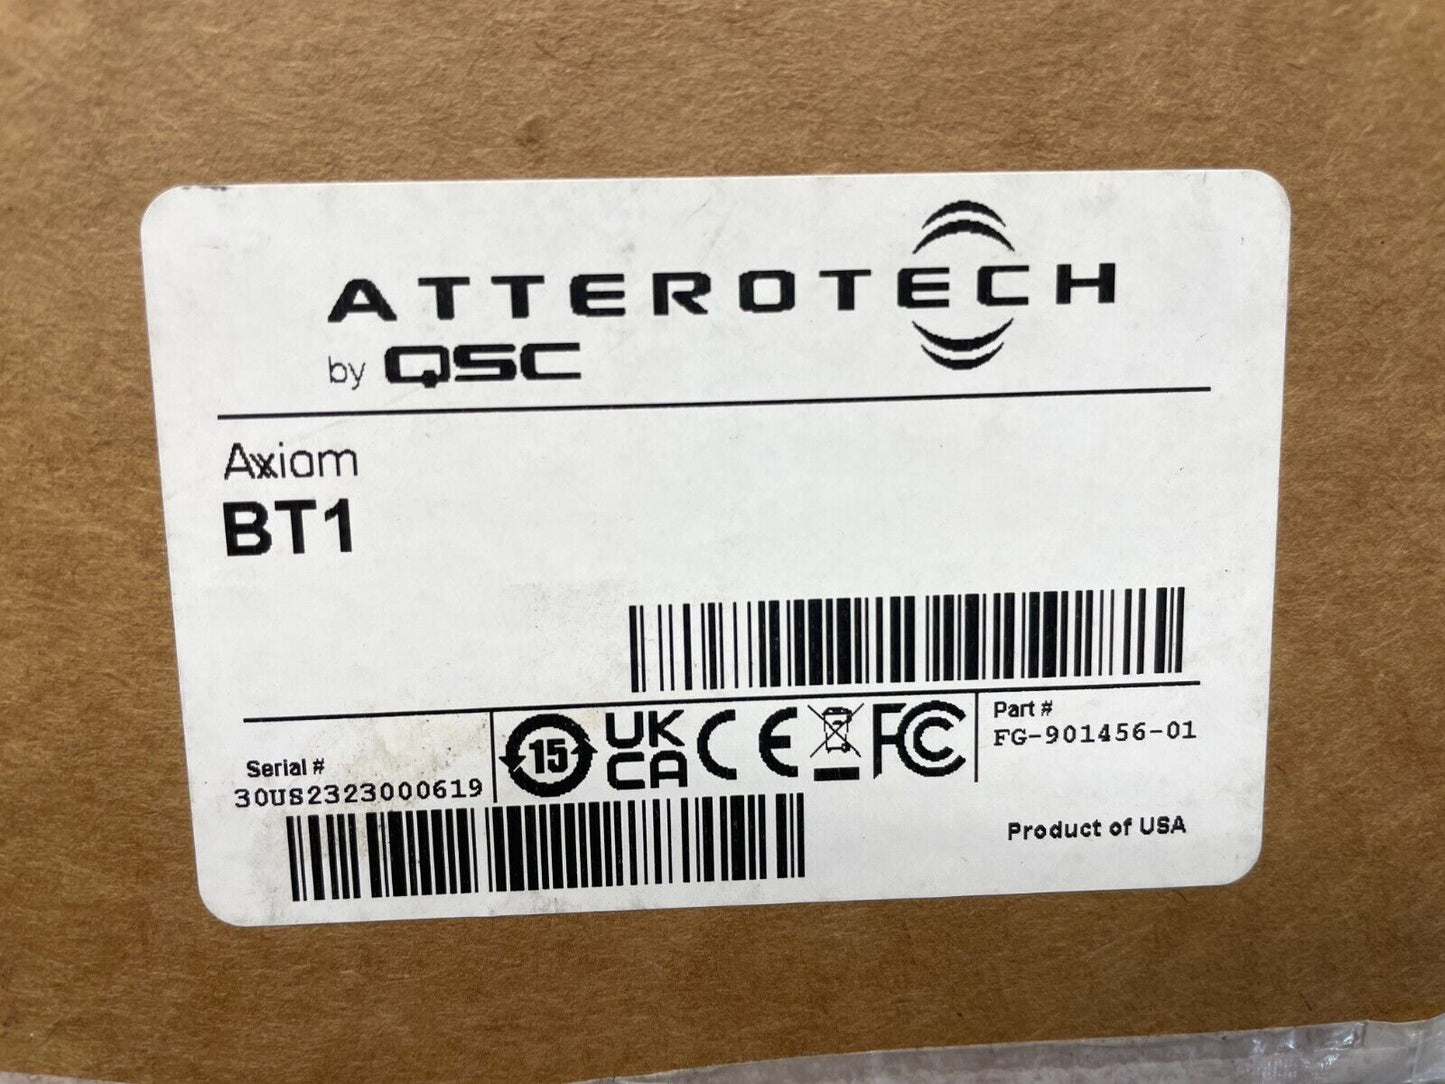 ATTEROTECH
by QSC
Axiom
BT1
Serial #
30US2323000619
15
UK
CA
CE
FC
Part #
FG-901456-01
Product of USA